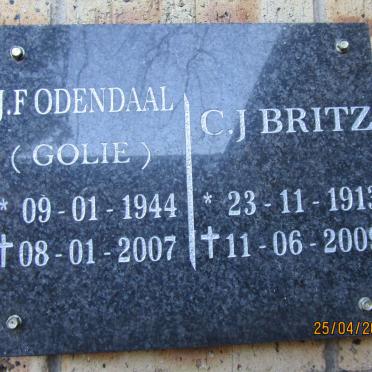 J.F ODENDAAL
( GOLIE )
* 09 - 01 - 1944
✝ 08 - 01 - 2007
C.J BRITZ
* 23 - 11 - 1913
✝ 11 - 06 - 2009
25/04/20